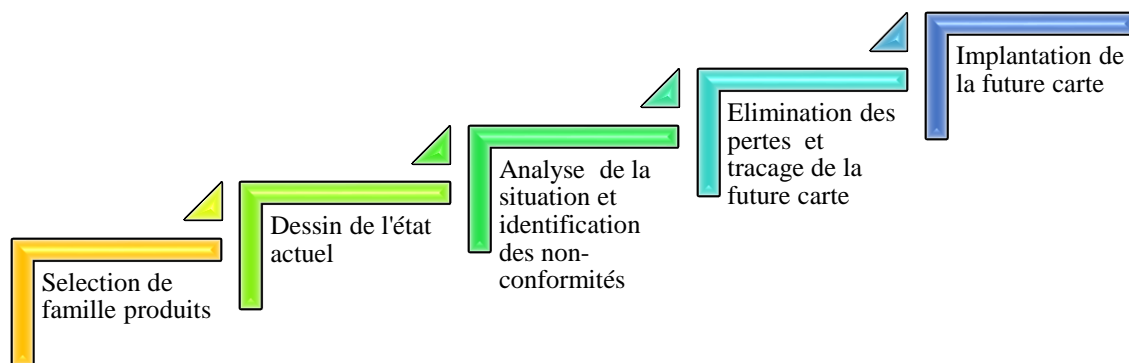 Selection de
famille produits
Dessin de l'état
actuel
Analyse de la
situation et
identification
des non-
conformités
Elimination des
pertes et
tracage de la
future carte
Implantation de
la future carte